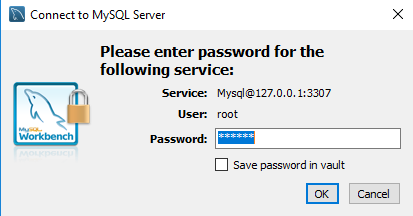 Connect to MySQL Server
Please enter password for the
following service:
Service: Mysql@127.0.0.1:3307
User: root
Password: ******
Save password in vault
MySQL
Workbench
OK Cancel